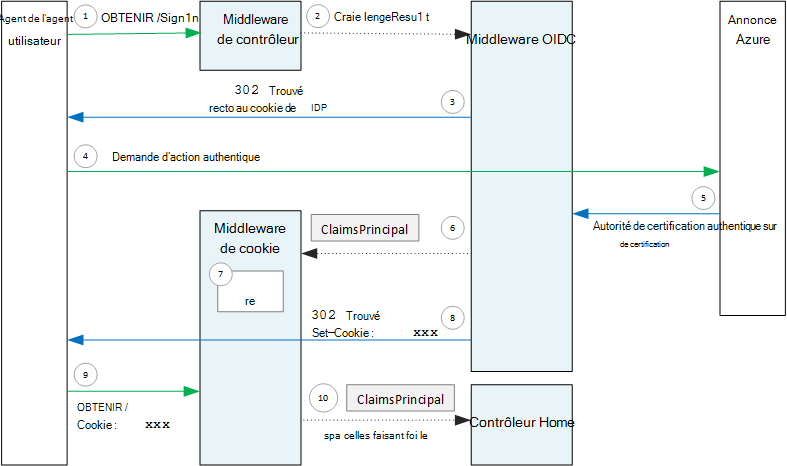 Agent de l'agent
utilisateur
1
OBTENIR /Sign1n
Middleware
de contrôleur
2
Craie lengeResu1 t
Middleware OIDC
Annonce
Azure
302 Trouvé
recto au cookie de IDP
3
4
Demande d'action authentique
5
Autorité de certification authentique sur
de certification
Middleware
de cookie
ClaimsPrincipal
6
7
re
302 Trouvé
Set-Cookie : xxx
8
9
OBTENIR /
Cookie : xxx
10
ClaimsPrincipal
spa celles faisant foi le
Contrôleur Home